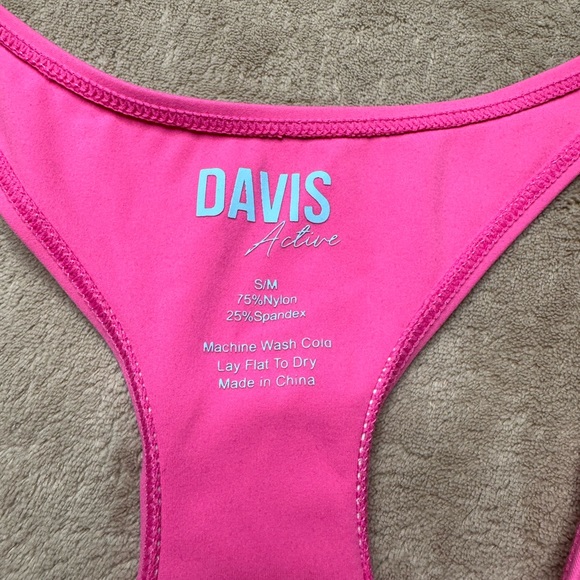 DAVIS
Active
S/M
75%Nylon
25%Spandex
Machine Wash Cold
Lay Flat To Dry
Made in China